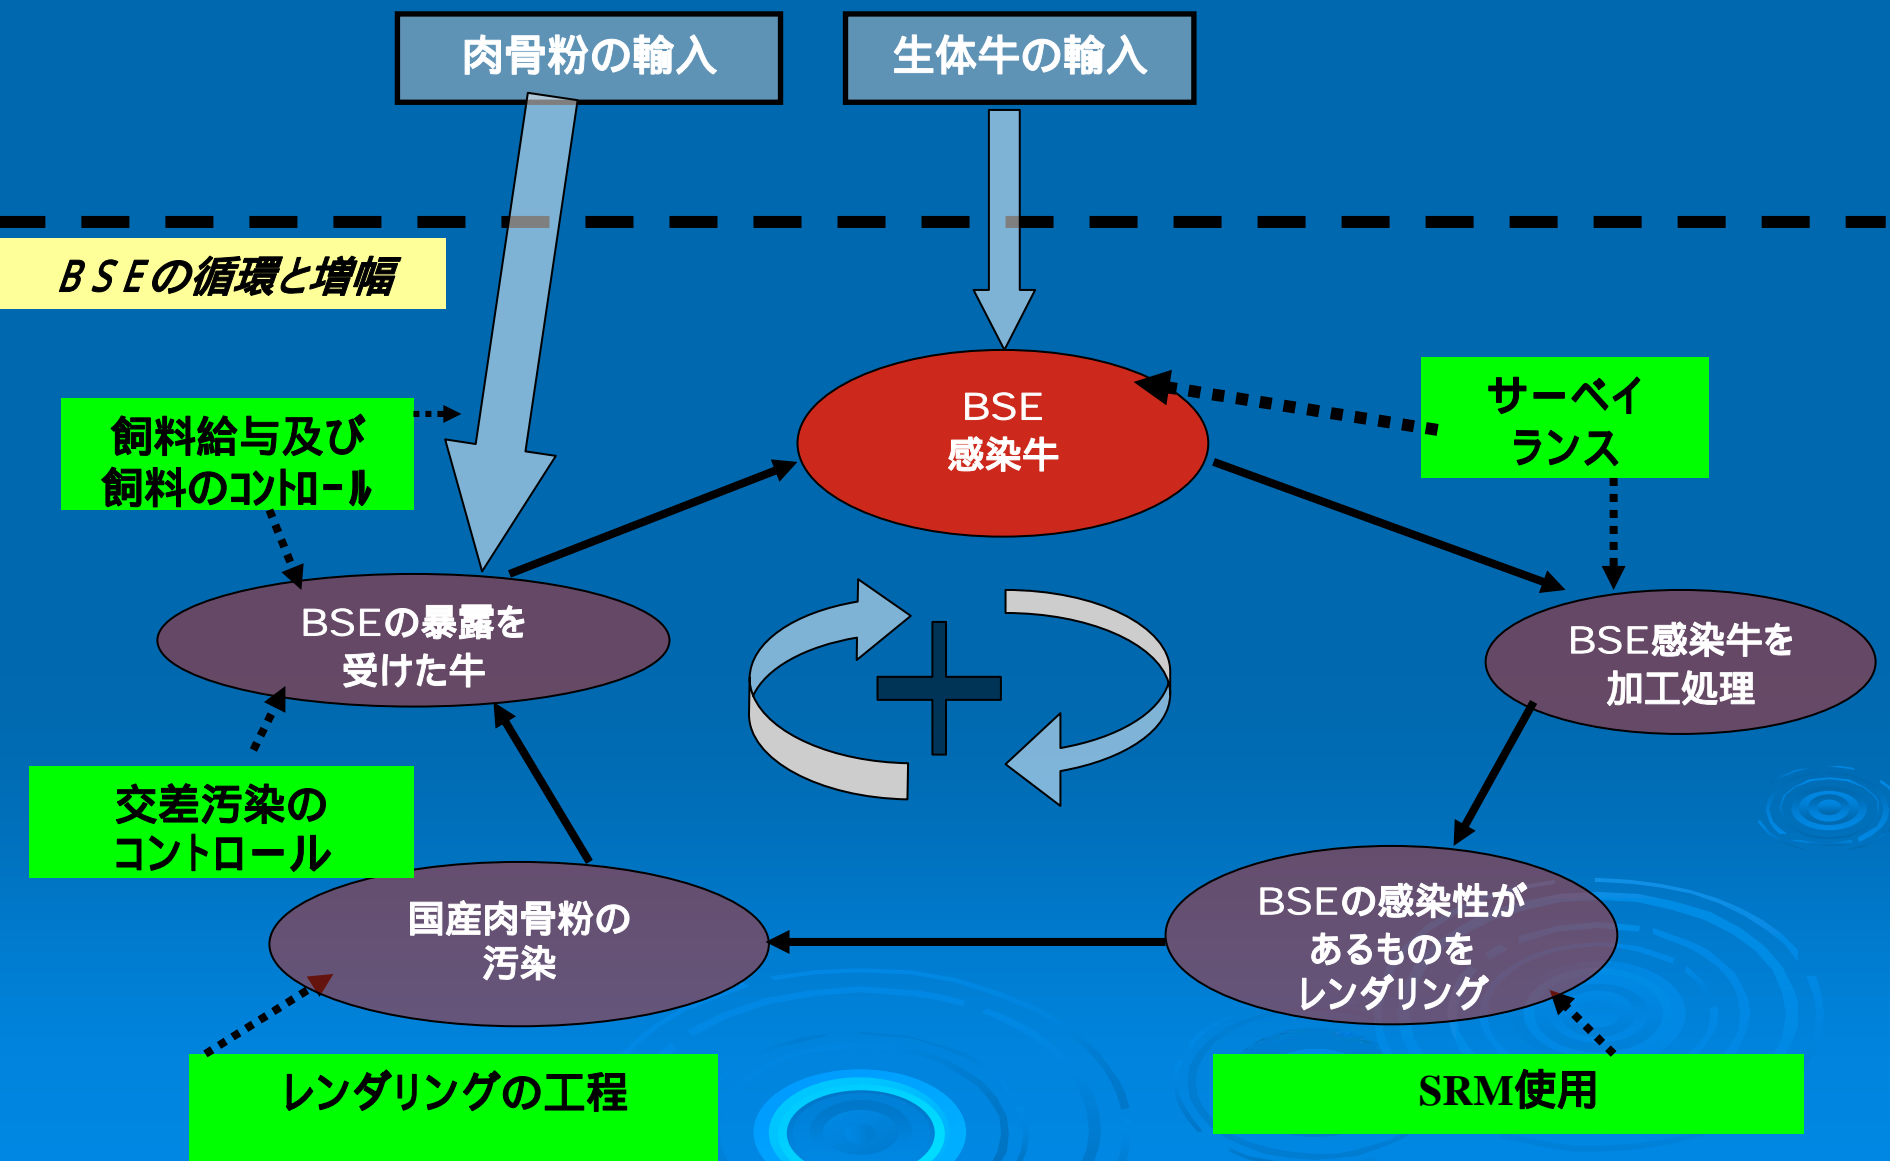 肉骨粉の輸入
生体牛の輸入
BSEの循環と増幅
BSE
感染牛
サーベイ
ランス
飼料給与及び
飼料のｺﾝﾄﾛｰﾙ
BSEの暴露を
受けた牛
BSE感染牛を
加工処理
交差汚染の
コントロール
国産肉骨粉の
汚染
BSEの感染性が
あるものを
レンダリング
レンダリングの工程
SRM使用